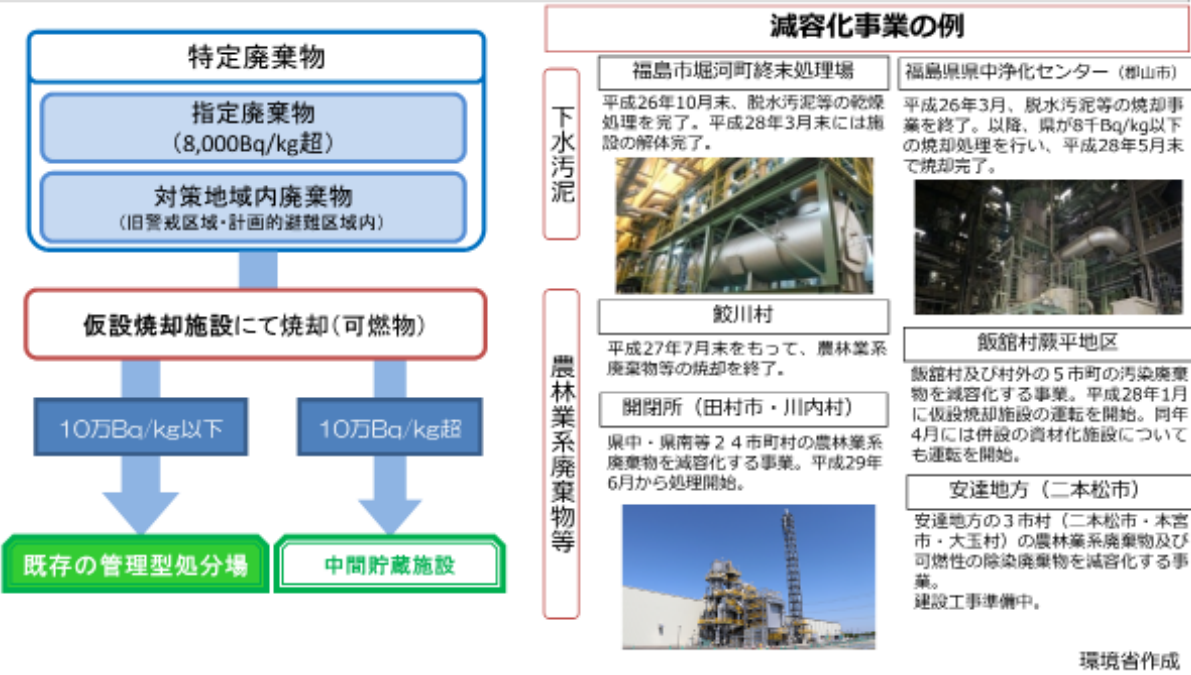 特定廃棄物
指定廃棄物
（8,000Bq/kg超）
対策地域内廃棄物
（旧警戒区域・計画的避難区域内）
仮設焼却施設にて焼却（可燃物）
10万Bq/kg以下
10万Bq/kg超
既存の管理型処分場
中間貯蔵施設
減容化事業の例
下水汚泥
福島市堀河町終末処理場
平成26年10月末、脱水汚泥等の乾燥
処理を完了。平成28年3月末には施
設の解体完了。
福島県県中浄化センター（郡山市）
平成26年3月、脱水汚泥等の焼却事
業を終了。以降、県が8千Bq/kg以下
の焼却処理を行い、平成28年5月末
で焼却完了。
農林業系廃棄物等
鮫川村
平成27年7月末をもって、農林業系
廃棄物等の焼却を終了。
開閉所（田村市・川内村）
県中・県南等２４市町村の農林業系
廃棄物を減容化する事業。平成29年
6月から処理開始。
飯舘村蕨平地区
飯舘村及び村外の５市町の汚染廃棄
物を減容化する事業。平成28年1月
に仮設焼却施設の運転を開始。同年
4月には併設の資材化施設について
も運転を開始。
安達地方（二本松市）
安達地方の３市村（二本松市・本宮
市・大玉村）の農林業系廃棄物及び
可燃性の除染廃棄物を減容化する事
業。
建設工事準備中。
環境省作成